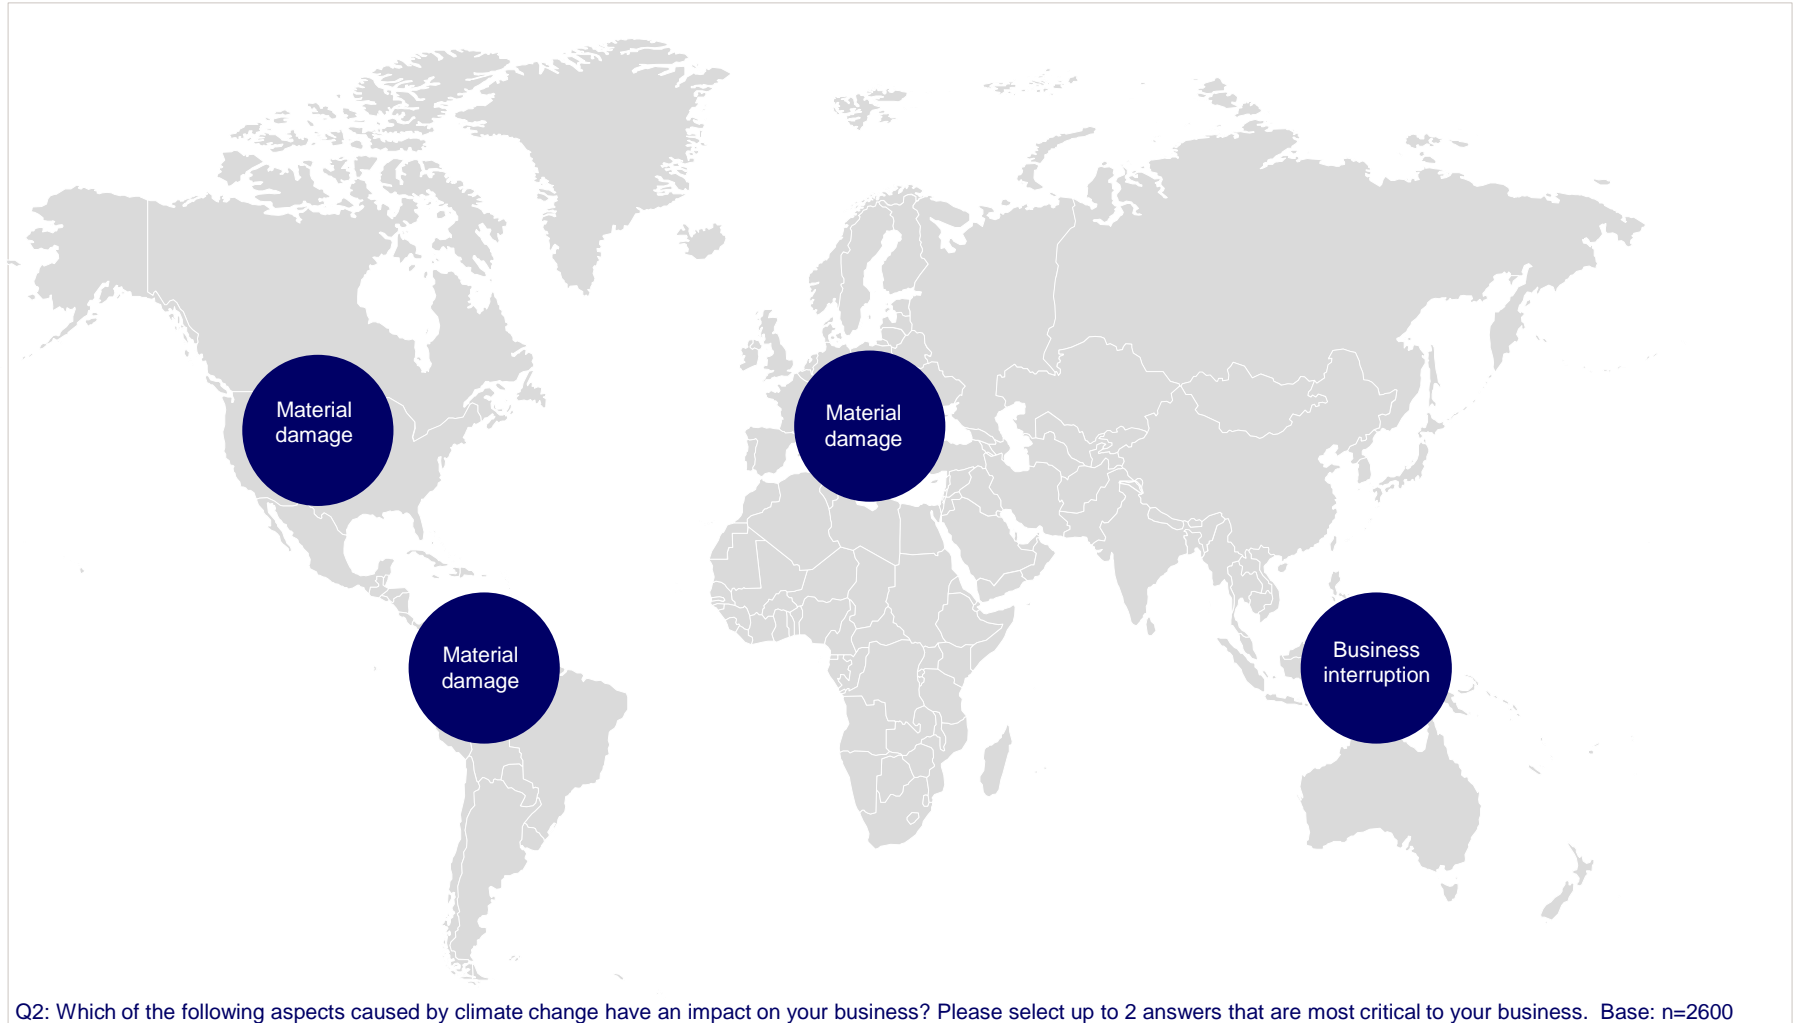 Material
damage
Material
damage
Material
damage
Business
interruption
Q2: Which of the following aspects caused by climate change have an impact on your business? Please select up to 2 answers that are most critical to your business.  Base: n=2600